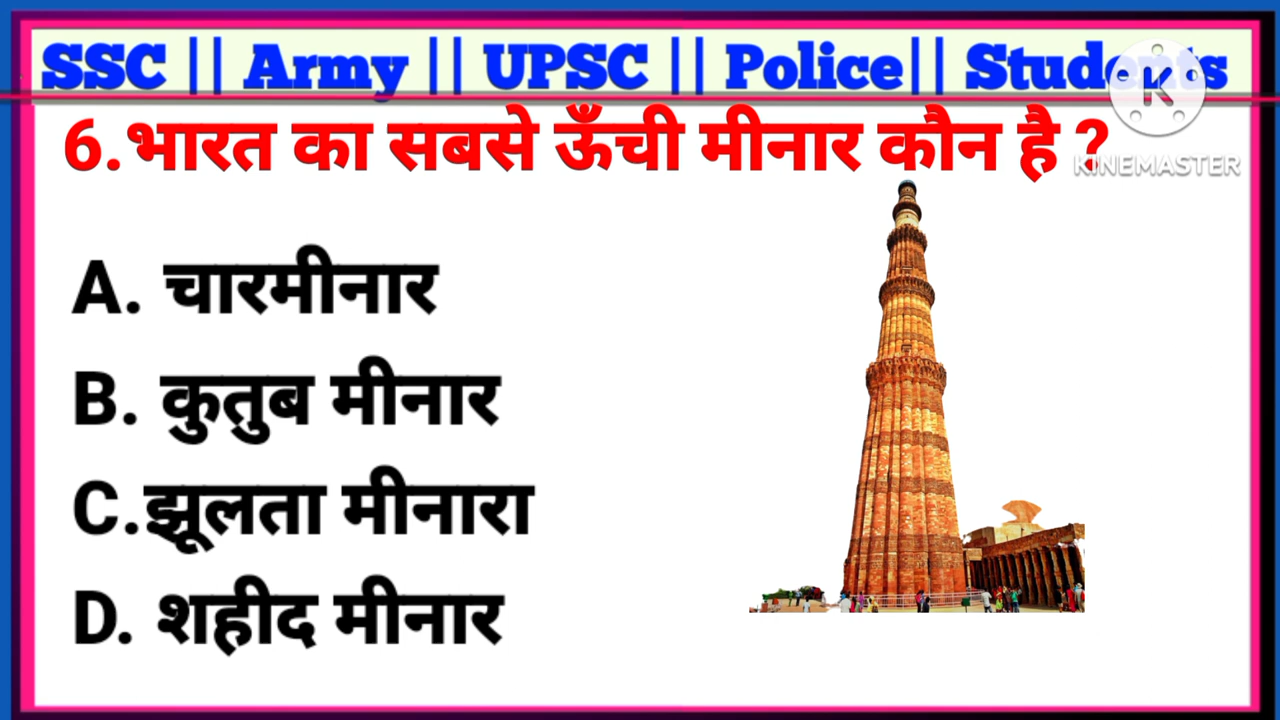 SSC || Army || UPSC || Police|| Students
K
KINEMASTER
6.भारत का सबसे ऊँची मीनार कौन है ?
A. चारमीनार
B. कुतुब मीनार
C.झूलता मीनारा
D. शहीद मीनार